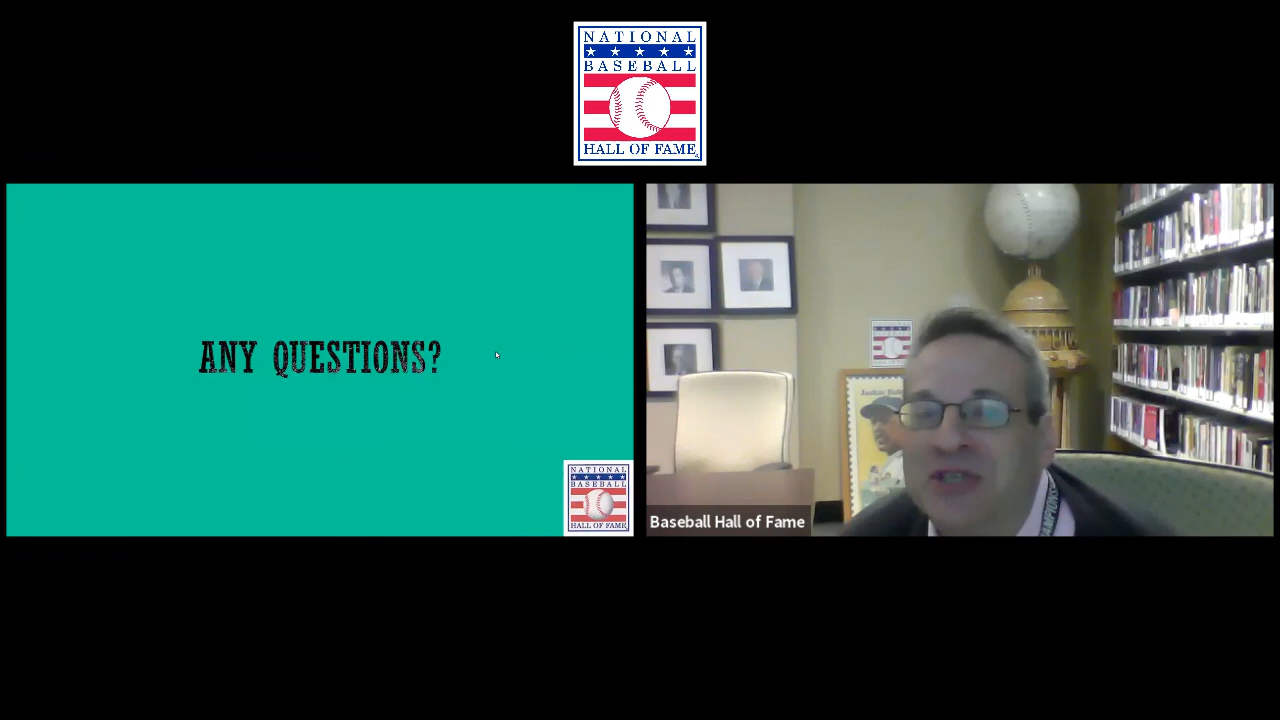 NATIONAL
BASEBALL
HALL OF FAME
ANY QUESTIONS?
NATIONAL
BASEBALL
HALL OF FAME
Baseball Hall of Fame